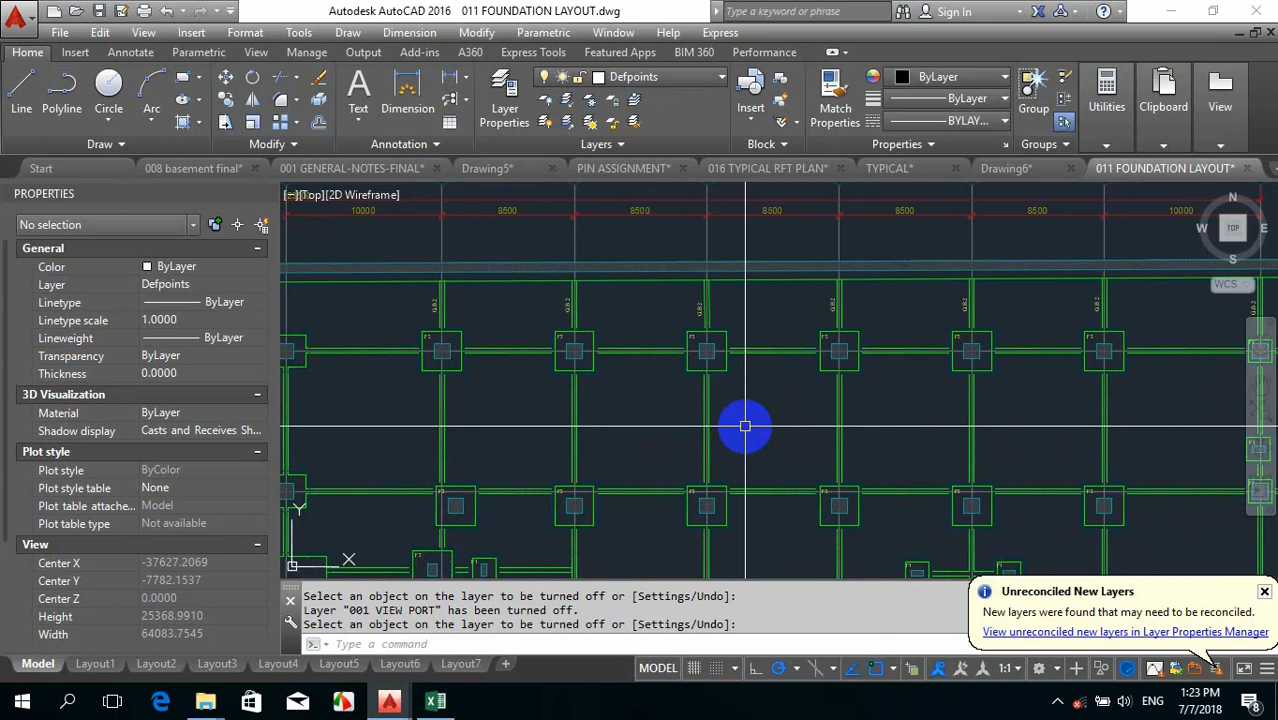 Autodesk AutoCAD 2016 011 FOUNDATION LAYOUT.dwg
Type a keyword or phrase
Sign In
File Edit View Insert Format Tools Draw Dimension Modify Parametric Window Help Express
Home Insert Annotate Parametric View Manage Output Add-ins A360 Express Tools Featured Apps BIM 360 Performance
Line Polyline Circle Arc
Text Dimension
Layer Properties
Defpoints
Insert
Match Properties
ByLayer
ByLayer
BYLAY...
Group
Utilities
Clipboard
View
Draw Modify Annotation Layers Block Properties Groups
Start 008 basement final* 001 GENERAL-NOTES-FINAL* Drawing5* PIN ASSIGNMENT* 016 TYPICAL RFT PLAN* TYPICAL* Drawing6* 011 FOUNDATION LAYOUT*
PROPERTIES
No selection
General
Color ByLayer
Layer Defpoints
Linetype ByLayer
Linetype scale 1.0000
Lineweight ByLayer
Transparency ByLayer
Thickness 0.0000
3D Visualization
Material ByLayer
Shadow display Casts and Receives Sh...
Plot style
Plot style ByColor
Plot style table None
Plot table attache... Model
Plot table type Not available
View
Center X -37627.2069
Center Y -7782.1537
Center Z 0.0000
Height 25368.9910
Width 64083.7545
[–][Top][2D Wireframe]
10000 8500 8500 8500 8500 8500 10000
N
W TOP E
S
WCS
G.B.2 G.B.2 G.B.2 G.B.2 G.B.2 G.B.2
Y
X
Select an object on the layer to be turned off or [Settings/Undo]:
Layer "001 VIEW PORT" has been turned off.
Select an object on the layer to be turned off or [Settings/Undo]:
Type a command
Unreconciled New Layers
New layers were found that may need to be reconciled.
View unreconciled new layers in Layer Properties Manager
Model Layout1 Layout2 Layout3 Layout4 Layout5 Layout6 Layout7
MODEL
1:1
ENG
1:23 PM
7/7/2018
8